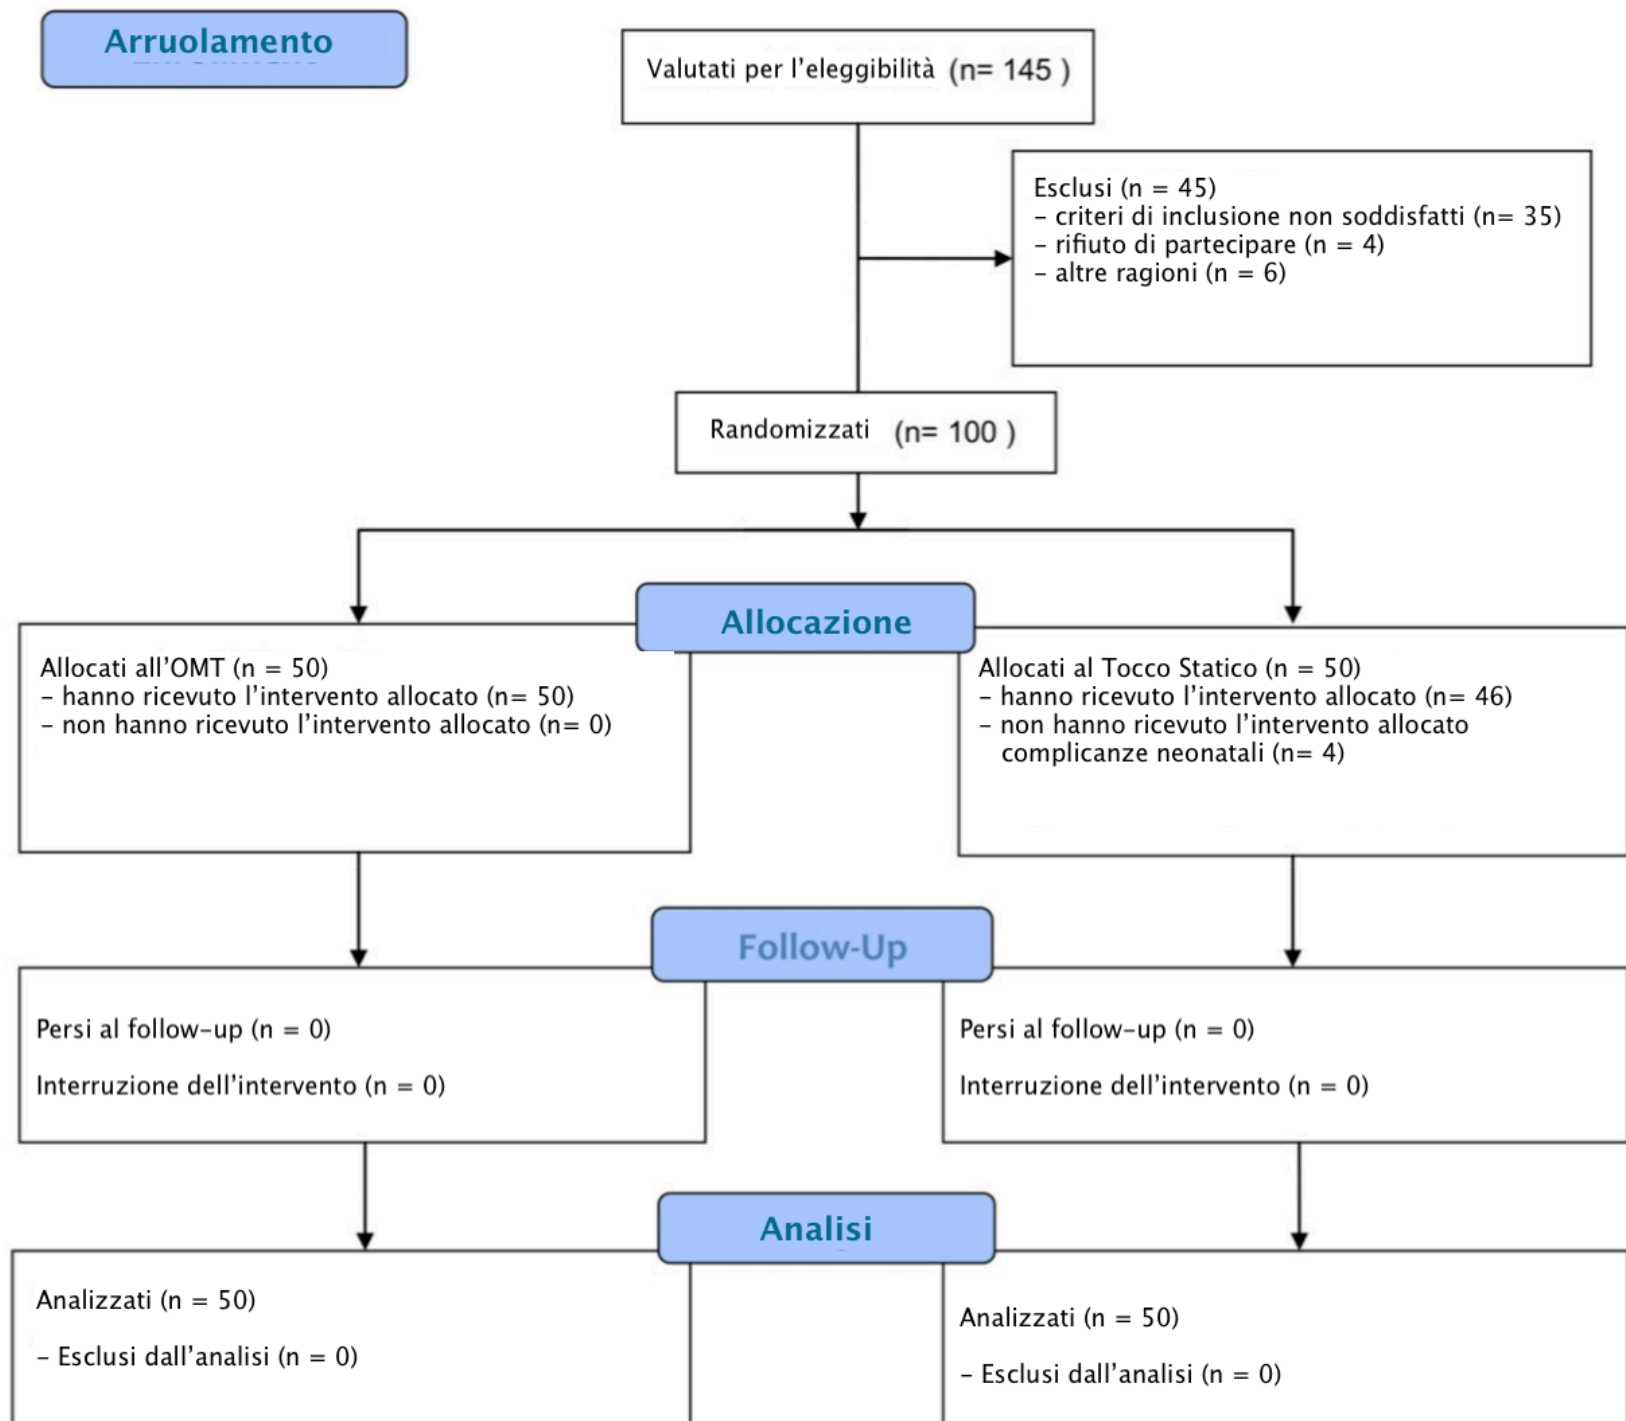 Arruolamento
Valutati per l'eleggibilità (n= 145 )
Esclusi (n = 45)
– criteri di inclusione non soddisfatti (n= 35)
– rifiuto di partecipare (n = 4)
– altre ragioni (n = 6)
Randomizzati (n= 100 )
Allocazione
Allocati all'OMT (n = 50)
– hanno ricevuto l'intervento allocato (n= 50)
– non hanno ricevuto l'intervento allocato (n= 0)
Allocati al Tocco Statico (n = 50)
– hanno ricevuto l'intervento allocato (n= 46)
– non hanno ricevuto l'intervento allocato
complicanze neonatali (n= 4)
Follow-Up
Persi al follow-up (n = 0)
Interruzione dell'intervento (n = 0)
Persi al follow-up (n = 0)
Interruzione dell'intervento (n = 0)
Analisi
Analizzati (n = 50)
– Esclusi dall'analisi (n = 0)
Analizzati (n = 50)
– Esclusi dall'analisi (n = 0)